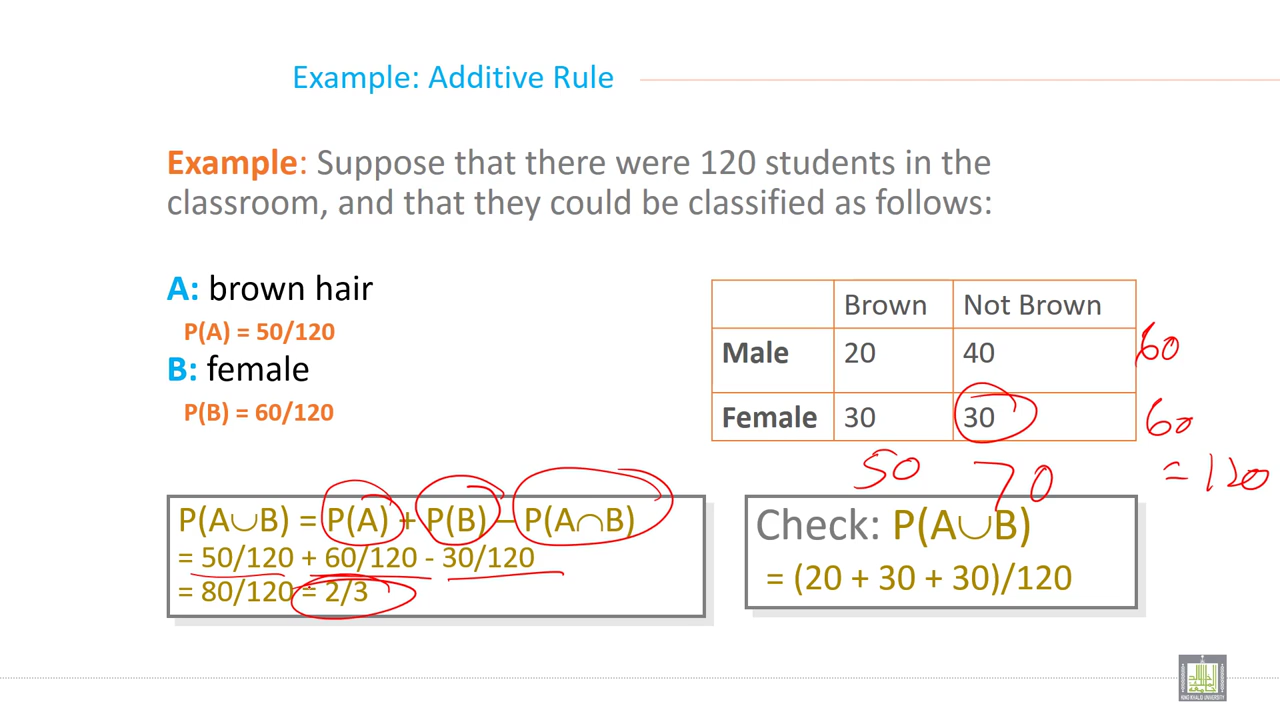 Example: Additive Rule
Example: Suppose that there were 120 students in the
classroom, and that they could be classified as follows:
A: brown hair
P(A) = 50/120
B: female
P(B) = 60/120
Brown Not Brown
Male 20 40 60
Female 30 30 60
50 70 = 120
P(A∪B) = P(A) + P(B) – P(A∩B)
= 50/120 + 60/120 - 30/120
= 80/120 = 2/3
Check: P(A∪B)
= (20 + 30 + 30)/120
KING KHALID UNIVERSITY